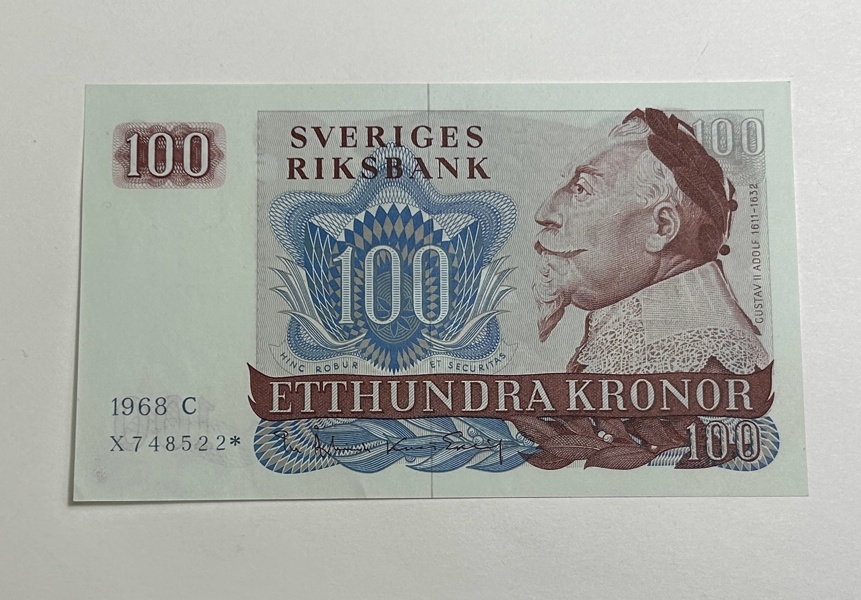 100
SVERIGES
RIKSBANK
100
100
GUSTAV II ADOLF 1611-1632
HINC ROBUR ET SECURITAS
ETTHUNDRA KRONOR
1968 C
X748522*
100